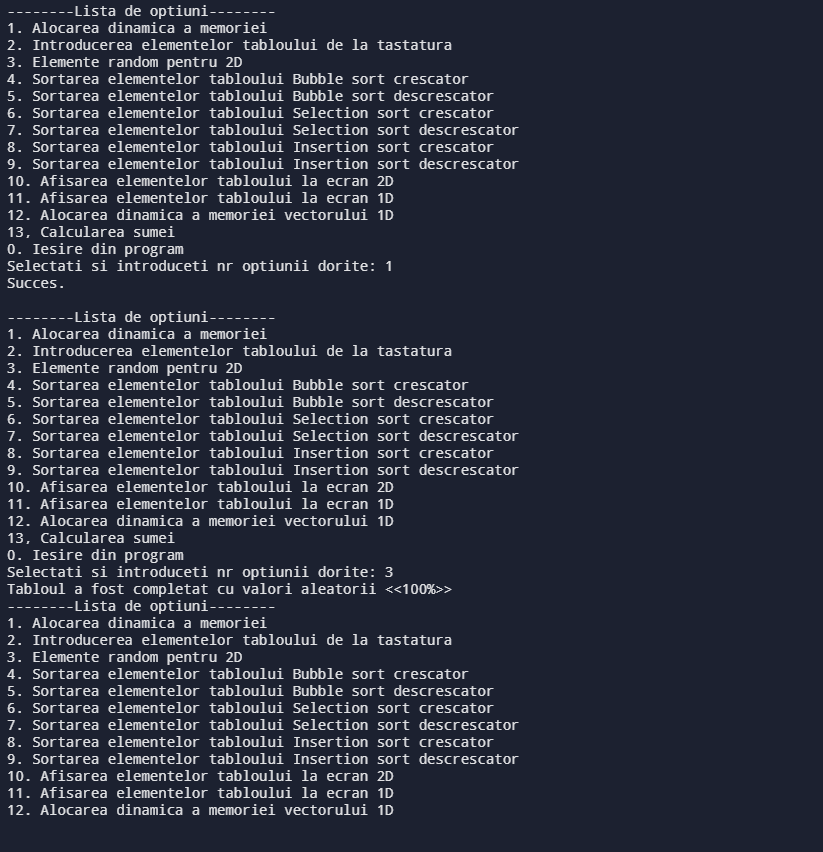 --------Lista de optiuni--------
1. Alocarea dinamica a memoriei
2. Introducerea elementelor tabloului de la tastatura
3. Elemente random pentru 2D
4. Sortarea elementelor tabloului Bubble sort crescator
5. Sortarea elementelor tabloului Bubble sort descrescator
6. Sortarea elementelor tabloului Selection sort crescator
7. Sortarea elementelor tabloului Selection sort descrescator
8. Sortarea elementelor tabloului Insertion sort crescator
9. Sortarea elementelor tabloului Insertion sort descrescator
10. Afisarea elementelor tabloului la ecran 2D
11. Afisarea elementelor tabloului la ecran 1D
12. Alocarea dinamica a memoriei vectorului 1D
13, Calcularea sumei
0. Iesire din program
Selectati si introduceti nr optiunii dorite: 1
Succes.
--------Lista de optiuni--------
1. Alocarea dinamica a memoriei
2. Introducerea elementelor tabloului de la tastatura
3. Elemente random pentru 2D
4. Sortarea elementelor tabloului Bubble sort crescator
5. Sortarea elementelor tabloului Bubble sort descrescator
6. Sortarea elementelor tabloului Selection sort crescator
7. Sortarea elementelor tabloului Selection sort descrescator
8. Sortarea elementelor tabloului Insertion sort crescator
9. Sortarea elementelor tabloului Insertion sort descrescator
10. Afisarea elementelor tabloului la ecran 2D
11. Afisarea elementelor tabloului la ecran 1D
12. Alocarea dinamica a memoriei vectorului 1D
13, Calcularea sumei
0. Iesire din program
Selectati si introduceti nr optiunii dorite: 3
Tabloul a fost completat cu valori aleatorii <<100%>>
--------Lista de optiuni--------
1. Alocarea dinamica a memoriei
2. Introducerea elementelor tabloului de la tastatura
3. Elemente random pentru 2D
4. Sortarea elementelor tabloului Bubble sort crescator
5. Sortarea elementelor tabloului Bubble sort descrescator
6. Sortarea elementelor tabloului Selection sort crescator
7. Sortarea elementelor tabloului Selection sort descrescator
8. Sortarea elementelor tabloului Insertion sort crescator
9. Sortarea elementelor tabloului Insertion sort descrescator
10. Afisarea elementelor tabloului la ecran 2D
11. Afisarea elementelor tabloului la ecran 1D
12. Alocarea dinamica a memoriei vectorului 1D